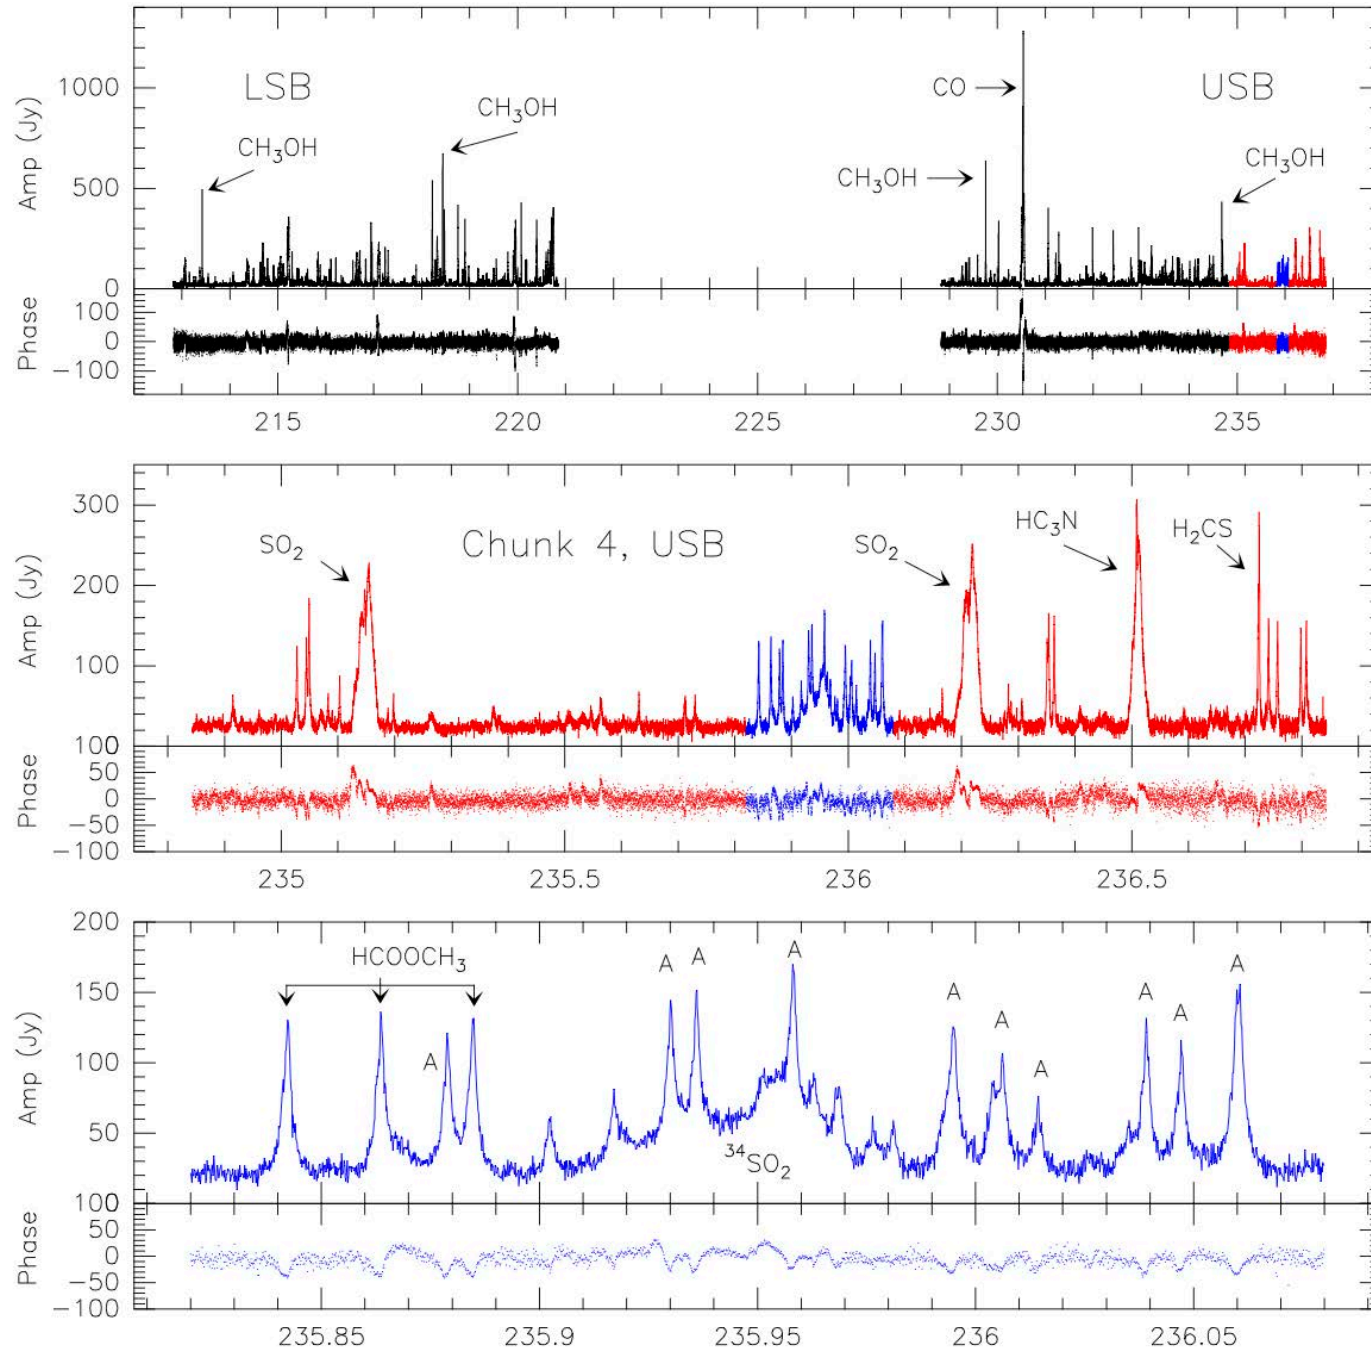 LSB
USB
CO
CH₃OH
CH₃OH
CH₃OH
CH₃OH
Amp (Jy)
1000
500
0
Phase
100
0
−100
215
220
225
230
235
Chunk 4, USB
SO₂
SO₂
HC₃N
H₂CS
Amp (Jy)
300
200
100
Phase
100
50
0
−50
−100
235
235.5
236
236.5
HCOOCH₃
A
A
A
A
A
A
A
A
A
A
³⁴SO₂
Amp (Jy)
200
150
100
50
Phase
100
50
0
−50
−100
235.85
235.9
235.95
236
236.05